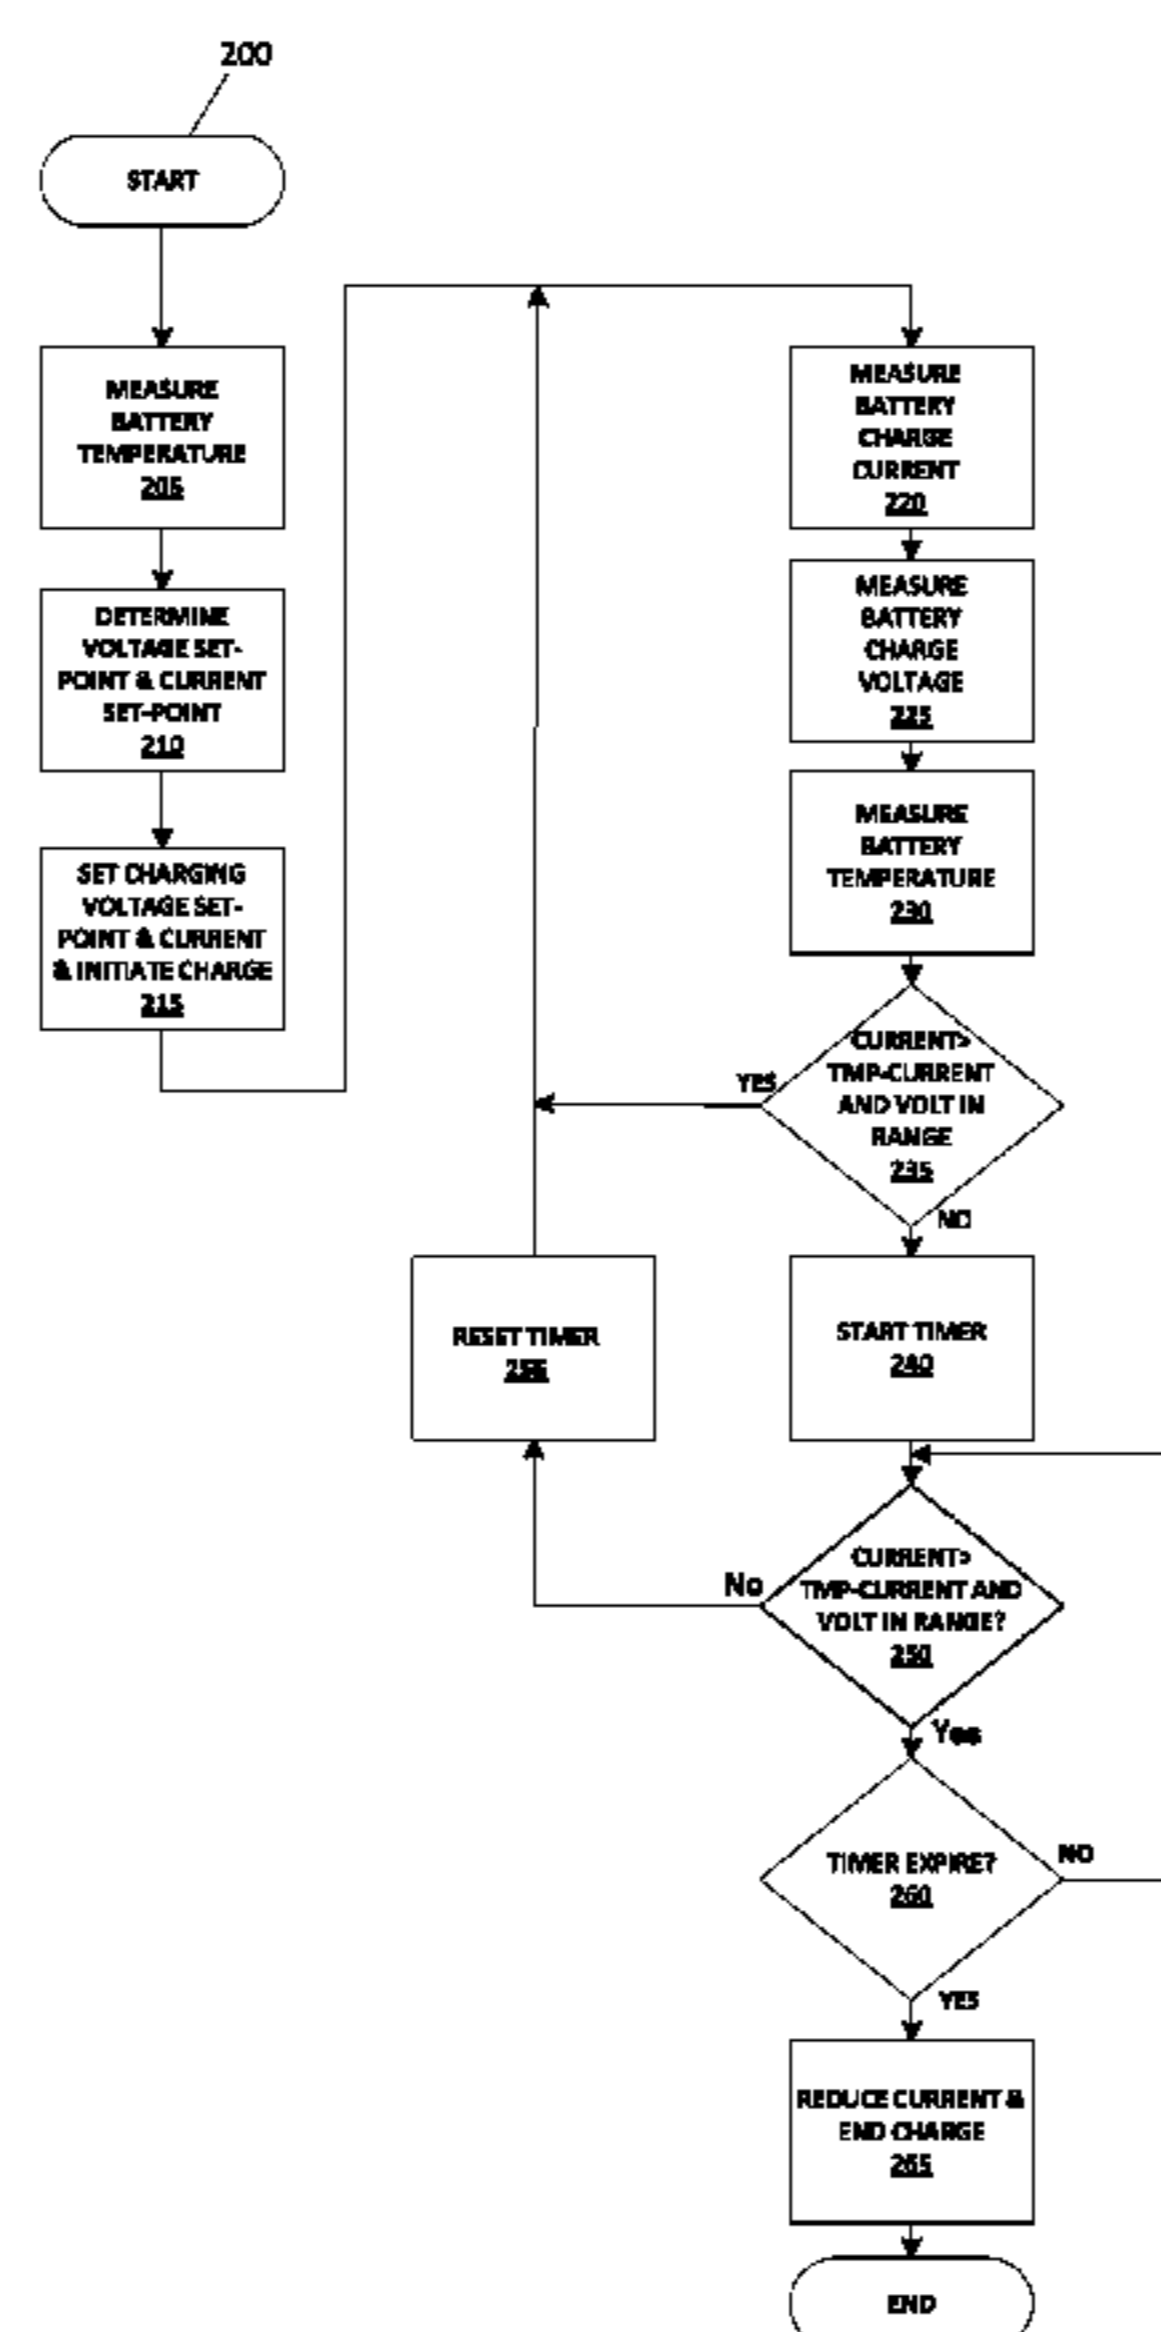 200
START
MEASURE
BATTERY
TEMPERATURE
205
DETERMINE
VOLTAGE SET-
POINT & CURRENT
SET-POINT
210
SET CHARGING
VOLTAGE SET-
POINT & CURRENT
& INITIATE CHARGE
215
MEASURE
BATTERY
CHARGE
CURRENT
220
MEASURE
BATTERY
CHARGE
VOLTAGE
225
MEASURE
BATTERY
TEMPERATURE
230
CURRENT>
TMP-CURRENT
AND VOLT IN
RANGE
235
YES
NO
START TIMER
240
RESET TIMER
CURRENT>
TMP-CURRENT AND
VOLT IN RANGE?
250
No
Yes
TIMER EXPIRE?
260
NO
YES
REDUCE CURRENT &
END CHARGE
265
END